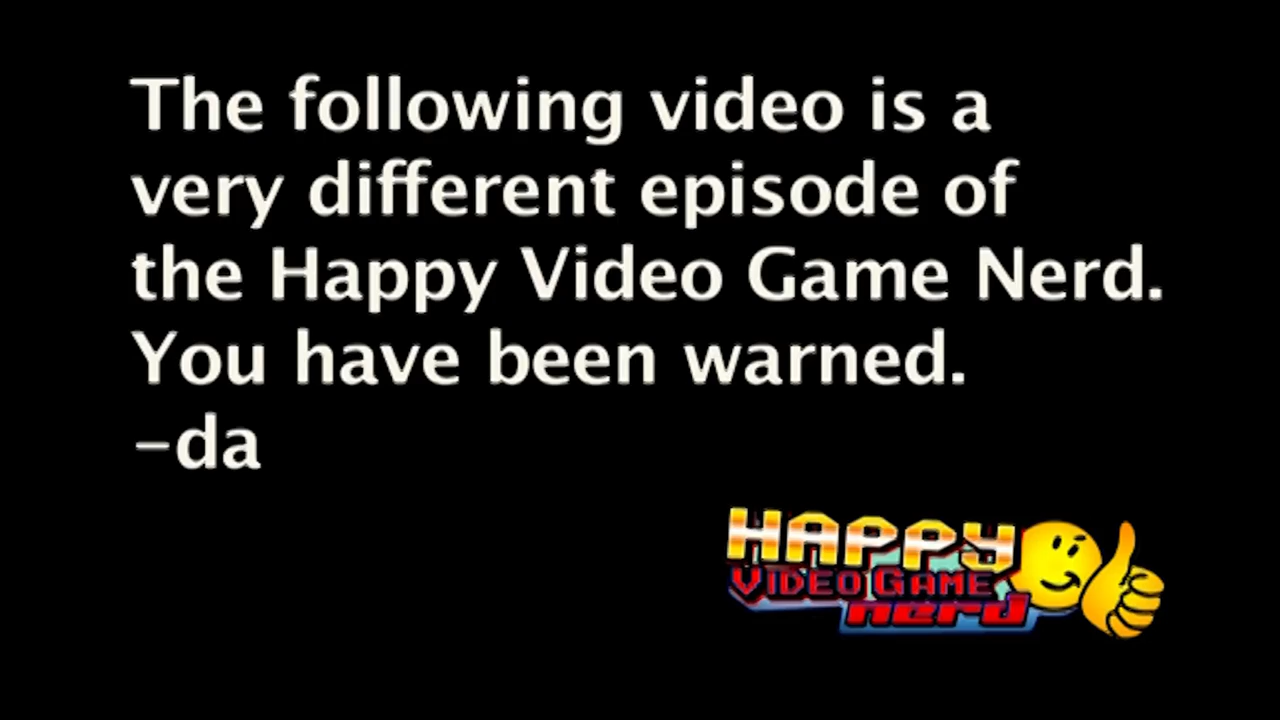 The following video is a
very different episode of
the Happy Video Game Nerd.
You have been warned.
-da
HAPPY
VIDEO GAME
nerd